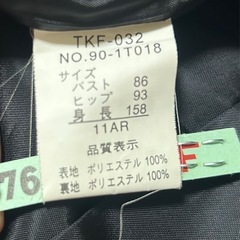 TKF-032
NO.90-1T018
サイズ
バスト 86
ヒップ 93
身長 158
11AR
品質表示
表地 ポリエステル 100%
裏地 ポリエステル 100%
76